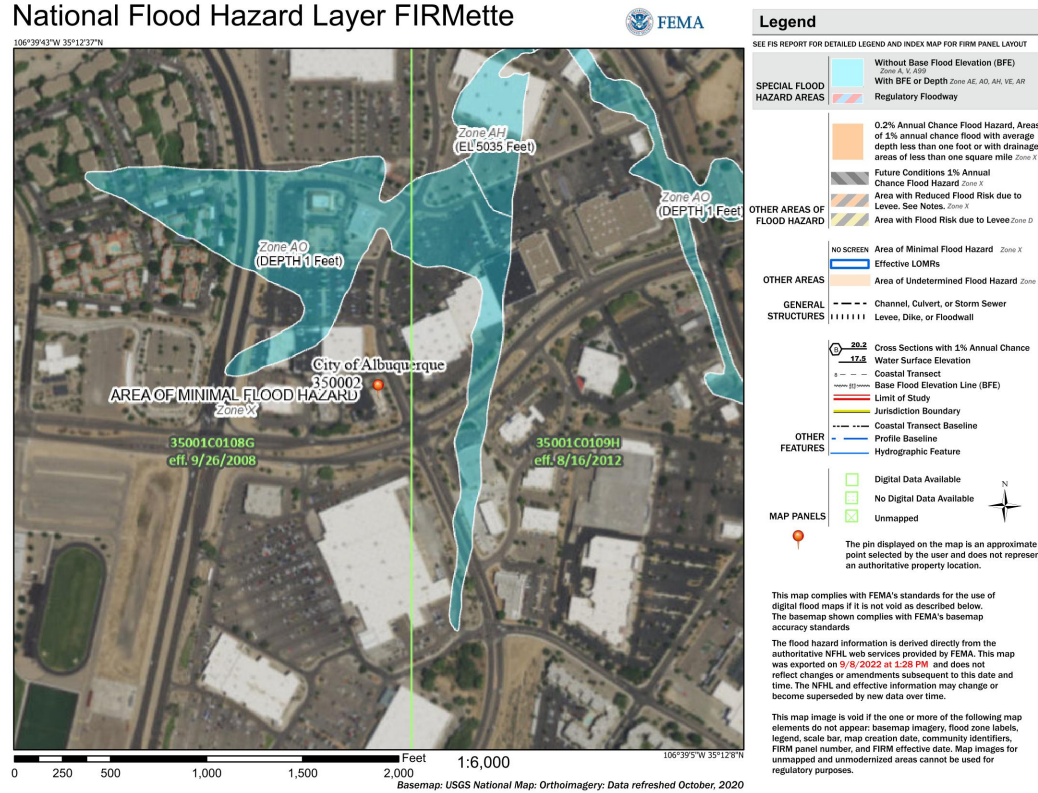 National Flood Hazard Layer FIRMette
FEMA
106°39'43"W 35°12'37"N
Zone AH
(EL 5035 Feet)
Zone AO
(DEPTH 1 Feet)
Zone AO
(DEPTH 1 Feet)
City of Albuquerque
350002
AREA OF MINIMAL FLOOD HAZARD
Zone X
35001C0108G
eff. 9/26/2008
35001C0109H
eff. 8/16/2012
Feet
0 250 500 1,000 1,500 2,000
1:6,000
106°39'5"W 35°12'8"N
Basemap: USGS National Map: Orthoimagery: Data refreshed October, 2020
Legend
SEE FIS REPORT FOR DETAILED LEGEND AND INDEX MAP FOR FIRM PANEL LAYOUT
SPECIAL FLOOD
HAZARD AREAS
Without Base Flood Elevation (BFE)
Zone A, V, A99
With BFE or Depth Zone AE, AO, AH, VE, AR
Regulatory Floodway
0.2% Annual Chance Flood Hazard, Areas
of 1% annual chance flood with average
depth less than one foot or with drainage
areas of less than one square mile Zone X
Future Conditions 1% Annual
Chance Flood Hazard Zone X
Area with Reduced Flood Risk due to
Levee. See Notes. Zone X
Area with Flood Risk due to Levee Zone D
OTHER AREAS OF
FLOOD HAZARD
NO SCREEN Area of Minimal Flood Hazard Zone X
Effective LOMRs
Area of Undetermined Flood Hazard Zone
OTHER AREAS
GENERAL
STRUCTURES
Channel, Culvert, or Storm Sewer
Levee, Dike, or Floodwall
B 20.2 Cross Sections with 1% Annual Chance
17.5 Water Surface Elevation
8 Coastal Transect
513 Base Flood Elevation Line (BFE)
Limit of Study
Jurisdiction Boundary
Coastal Transect Baseline
Profile Baseline
Hydrographic Feature
OTHER
FEATURES
Digital Data Available
No Digital Data Available
Unmapped
MAP PANELS
N
The pin displayed on the map is an approximate
point selected by the user and does not represen
an authoritative property location.
This map complies with FEMA's standards for the use of
digital flood maps if it is not void as described below.
The basemap shown complies with FEMA's basemap
accuracy standards
The flood hazard information is derived directly from the
authoritative NFHL web services provided by FEMA. This map
was exported on 9/8/2022 at 1:28 PM and does not
reflect changes or amendments subsequent to this date and
time. The NFHL and effective information may change or
become superseded by new data over time.
This map image is void if the one or more of the following map
elements do not appear: basemap imagery, flood zone labels,
legend, scale bar, map creation date, community identifiers,
FIRM panel number, and FIRM effective date. Map images for
unmapped and unmodernized areas cannot be used for
regulatory purposes.